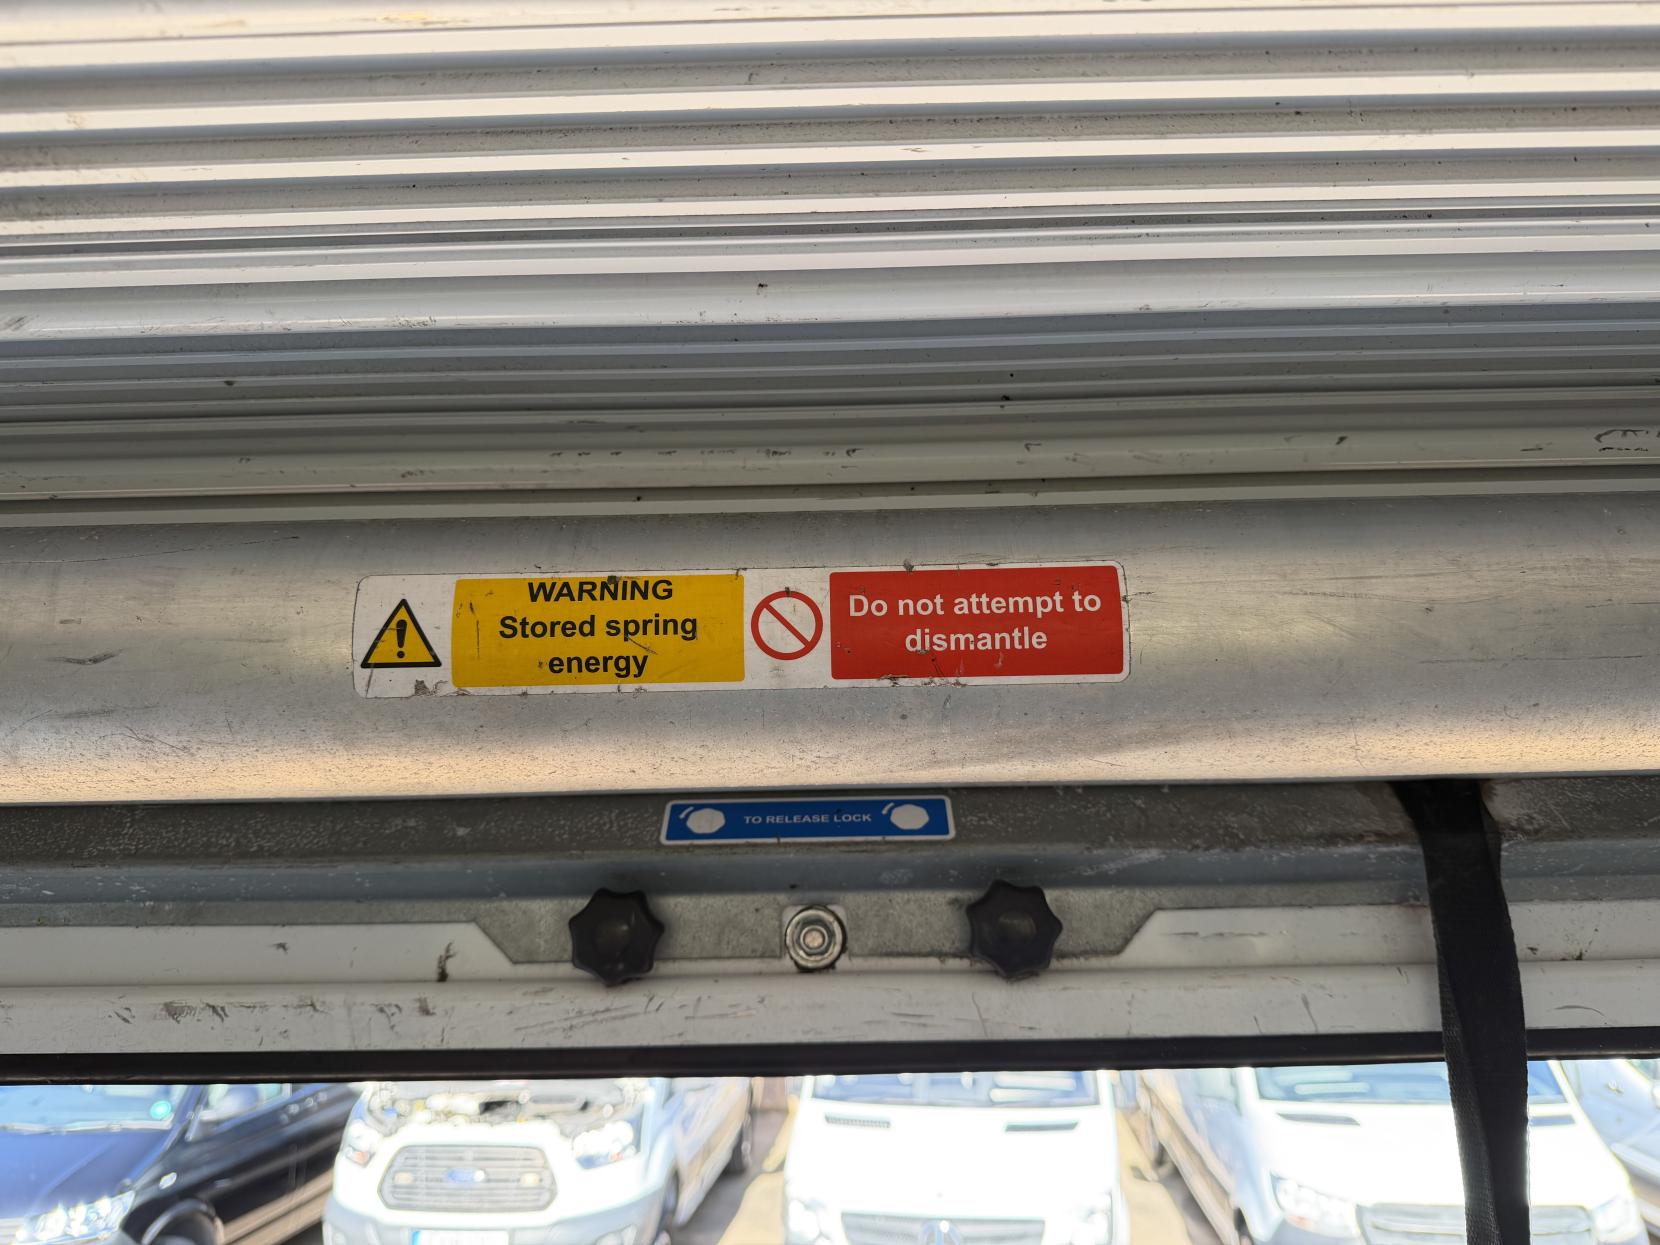 WARNING
Stored spring
energy
Do not attempt to
dismantle
TO RELEASE LOCK